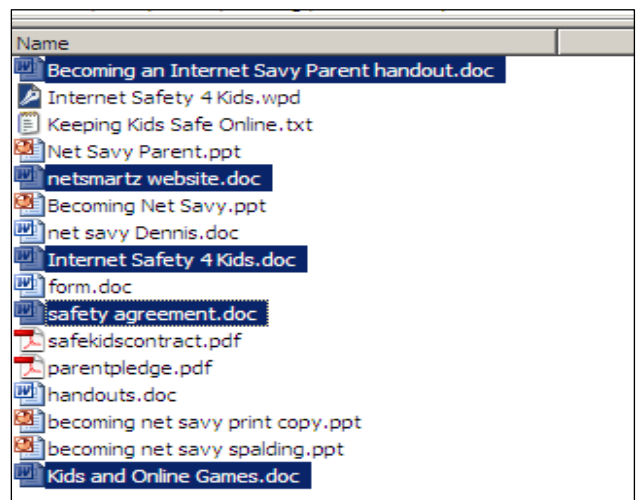 Name
Becoming an Internet Savy Parent handout.doc
Internet Safety 4 Kids.wpd
Keeping Kids Safe Online.txt
Net Savy Parent.ppt
netsmartz website.doc
Becoming Net Savy.ppt
net savy Dennis.doc
Internet Safety 4 Kids.doc
form.doc
safety agreement.doc
safekidscontract.pdf
parentpledge.pdf
handouts.doc
becoming net savy print copy.ppt
becoming net savy spalding.ppt
Kids and Online Games.doc